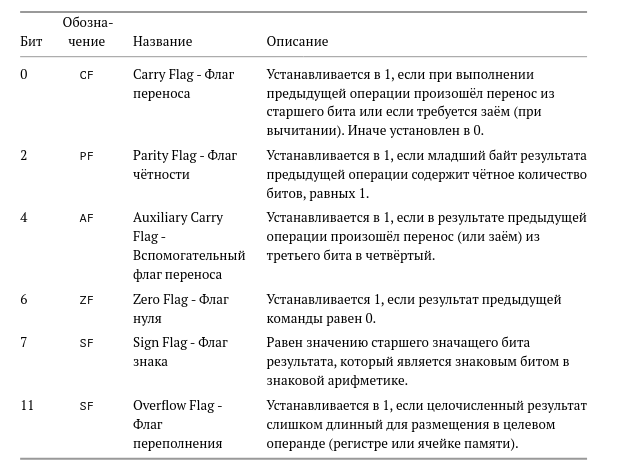 Обозна-
Бит чтение Название Описание
0 CF Carry Flag - Флаг Устанавливается в 1, если при выполнении
переноса предыдущей операции произошёл перенос из
старшего бита или если требуется заём (при
вычитании). Иначе установлен в 0.
2 PF Parity Flag - Флаг Устанавливается в 1, если младший байт результата
чётности предыдущей операции содержит чётное количество
битов, равных 1.
4 AF Auxiliary Carry Устанавливается в 1, если в результате предыдущей
Flag - операции произошёл перенос (или заём) из
Вспомогательный третьего бита в четвёртый.
флаг переноса
6 ZF Zero Flag - Флаг Устанавливается 1, если результат предыдущей
нуля команды равен 0.
7 SF Sign Flag - Флаг Равен значению старшего значащего бита
знака результата, который является знаковым битом в
знаковой арифметике.
11 SF Overflow Flag - Устанавливается в 1, если целочисленный результат
Флаг слишком длинный для размещения в целевом
переполнения операнде (регистре или ячейке памяти).